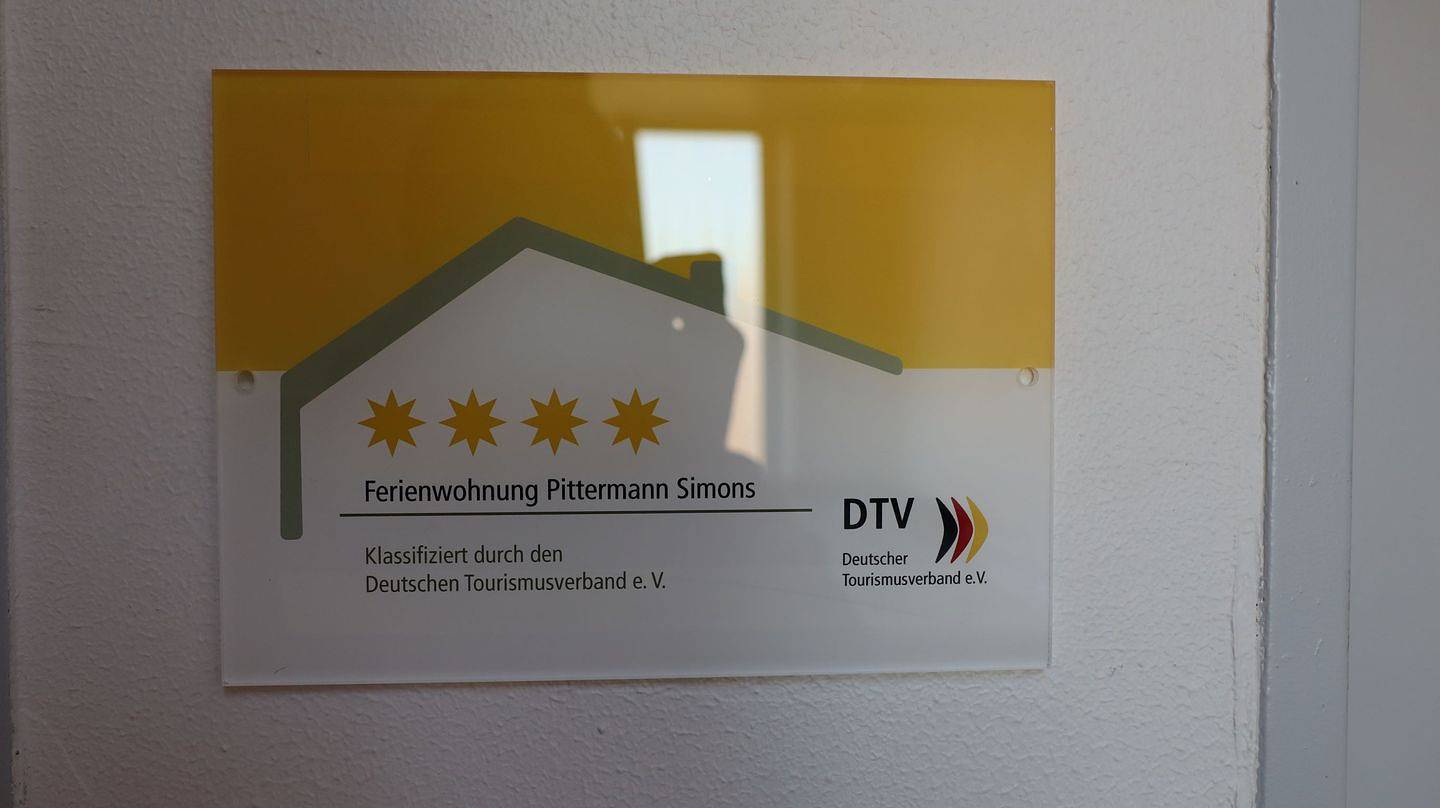 Ferienwohnung Pittermann Simons
Klassifiziert durch den
Deutschen Tourismusverband e. V.
DTV
Deutscher
Tourismusverband e.V.